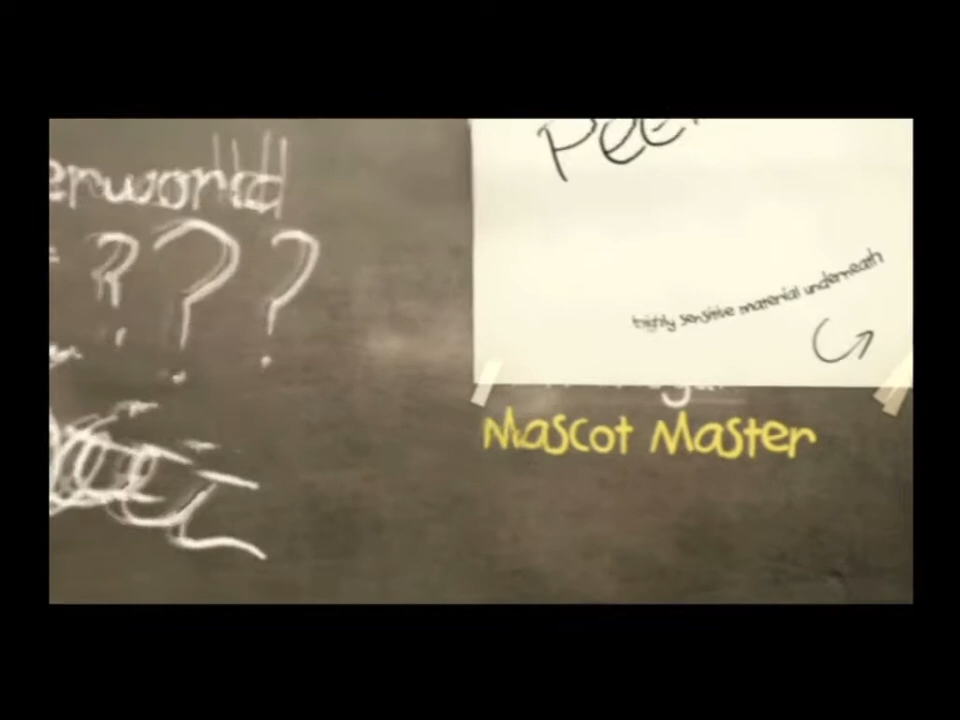 erworld
???
PEE
highly sensitive material underneath
Mascot Master